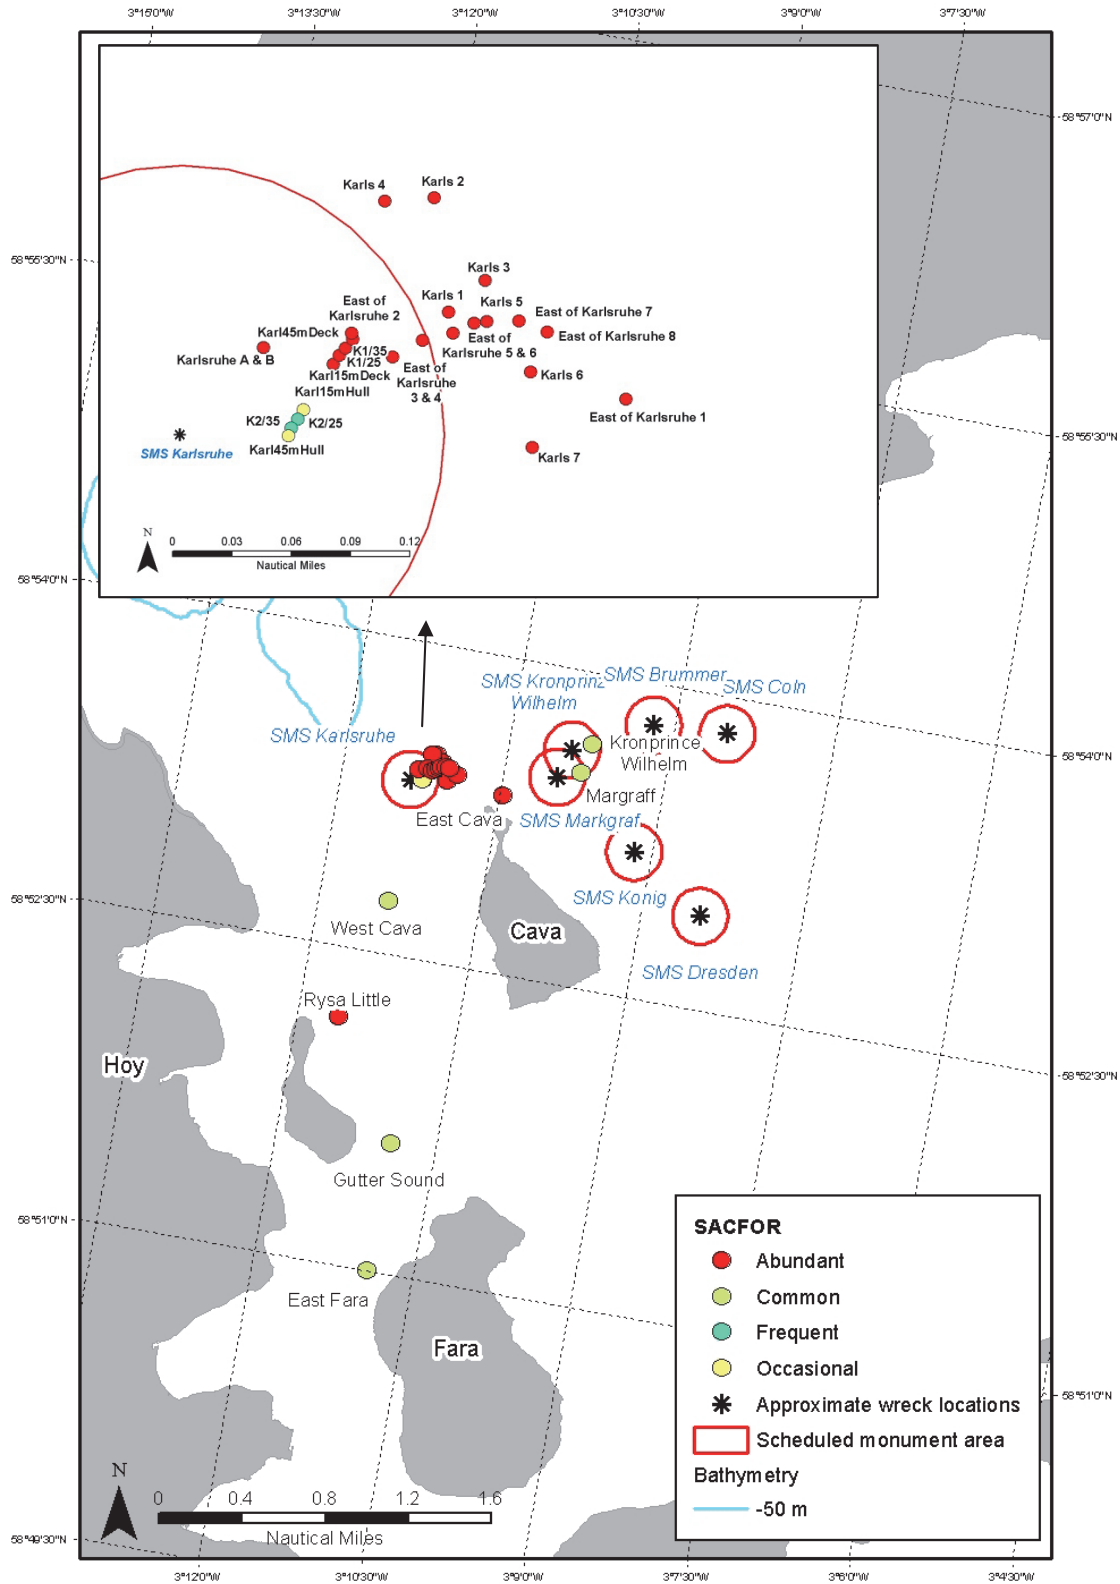 3°15'0"W 3°13'30"W 3°12'0"W 3°10'30"W 3°9'0"W 3°7'30"W
58°57'0"N
58°55'30"N
58°55'30"N
58°54'0"N
58°54'0"N
58°52'30"N
58°52'30"N
58°51'0"N
58°51'0"N
58°49'30"N
Karls 4
Karls 2
Karls 3
Karls 1
Karls 5
East of
Karlsruhe 2
East of Karlsruhe 7
East of Karlsruhe 8
Karl45mDeck
Karlsruhe A & B
K1/35
K1/25
East of
Karlsruhe 5 & 6
Karl15mDeck
East of
Karlsruhe
3 & 4
Karls 6
Karl15mHull
East of Karlsruhe 1
K2/35
K2/25
Karl45mHull
SMS Karlsruhe
Karls 7
N
0 0.03 0.06 0.09 0.12
Nautical Miles
SMS Kronprinz
Wilhelm
SMS Brummer
SMS Coln
SMS Karlsruhe
Kronprince
Wilhelm
Margraff
East Cava
SMS Markgraf
SMS Konig
West Cava
Cava
SMS Dresden
Rysa Little
Hoy
Gutter Sound
East Fara
Fara
SACFOR
Abundant
Common
Frequent
Occasional
Approximate wreck locations
Scheduled monument area
Bathymetry
-50 m
N
0 0.4 0.8 1.2 1.6
Nautical Miles
3°12'0"W 3°10'30"W 3°9'0"W 3°7'30"W 3°6'0"W 3°4'30"W